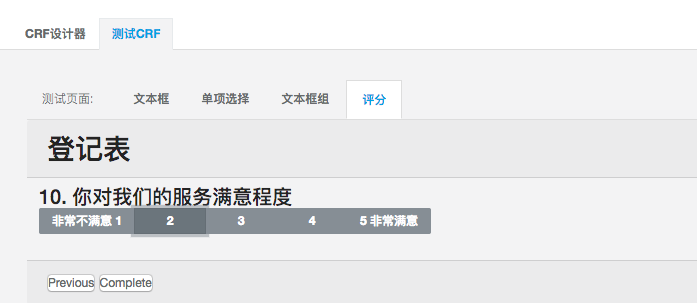 CRF设计器 测试CRF
测试页面: 文本框 单项选择 文本框组 评分
登记表
10. 你对我们的服务满意程度
非常不满意 1 2 3 4 5 非常满意
Previous Complete